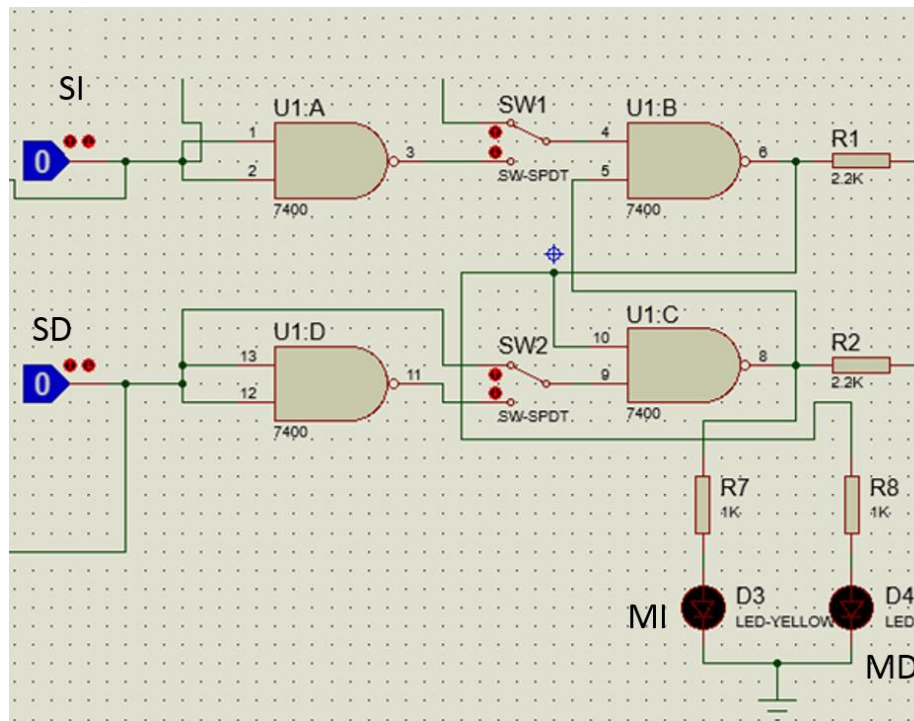 SI
0
U1:A
1
2
3
7400
SW1
SW-SPDT
U1:B
4
5
6
7400
R1
2.2K
SD
0
U1:D
13
12
11
7400
SW2
SW-SPDT
U1:C
10
9
8
7400
R2
2.2K
R7
1K
R8
1K
MI
D3
LED-YELLOW
D4
LED
MD